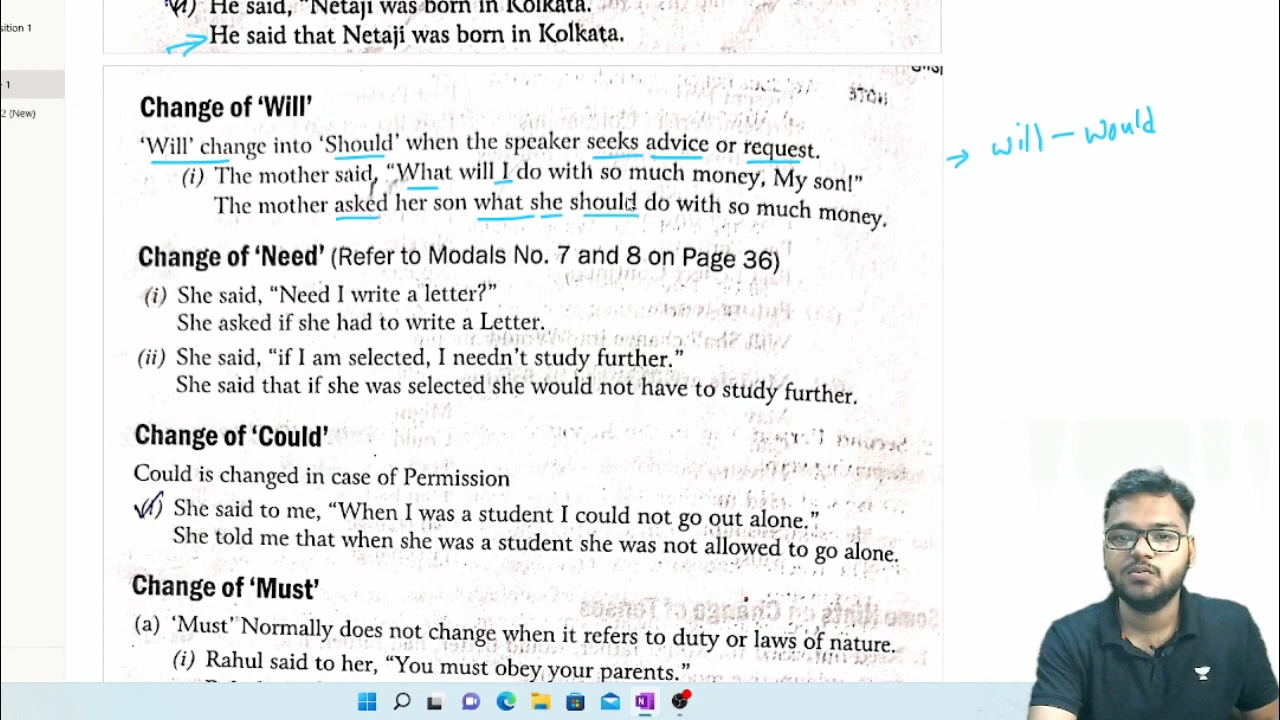 He said, "Netaji was born in Kolkata.
sition 1
He said that Netaji was born in Kolkata.
1
2 (New)
Change of 'Will'
'Will' change into 'Should' when the speaker seeks advice or request.
will – would
(i) The mother said, "What will I do with so much money, My son!"
The mother asked her son what she should do with so much money.
Change of 'Need' (Refer to Modals No. 7 and 8 on Page 36)
(i) She said, "Need I write a letter?"
She asked if she had to write a Letter.
(ii) She said, "if I am selected, I needn't study further."
She said that if she was selected she would not have to study further.
Change of 'Could'
Could is changed in case of Permission
She said to me, "When I was a student I could not go out alone."
She told me that when she was a student she was not allowed to go alone.
Change of 'Must'
(a) 'Must' Normally does not change when it refers to duty or laws of nature.
(i) Rahul said to her, "You must obey your parents."